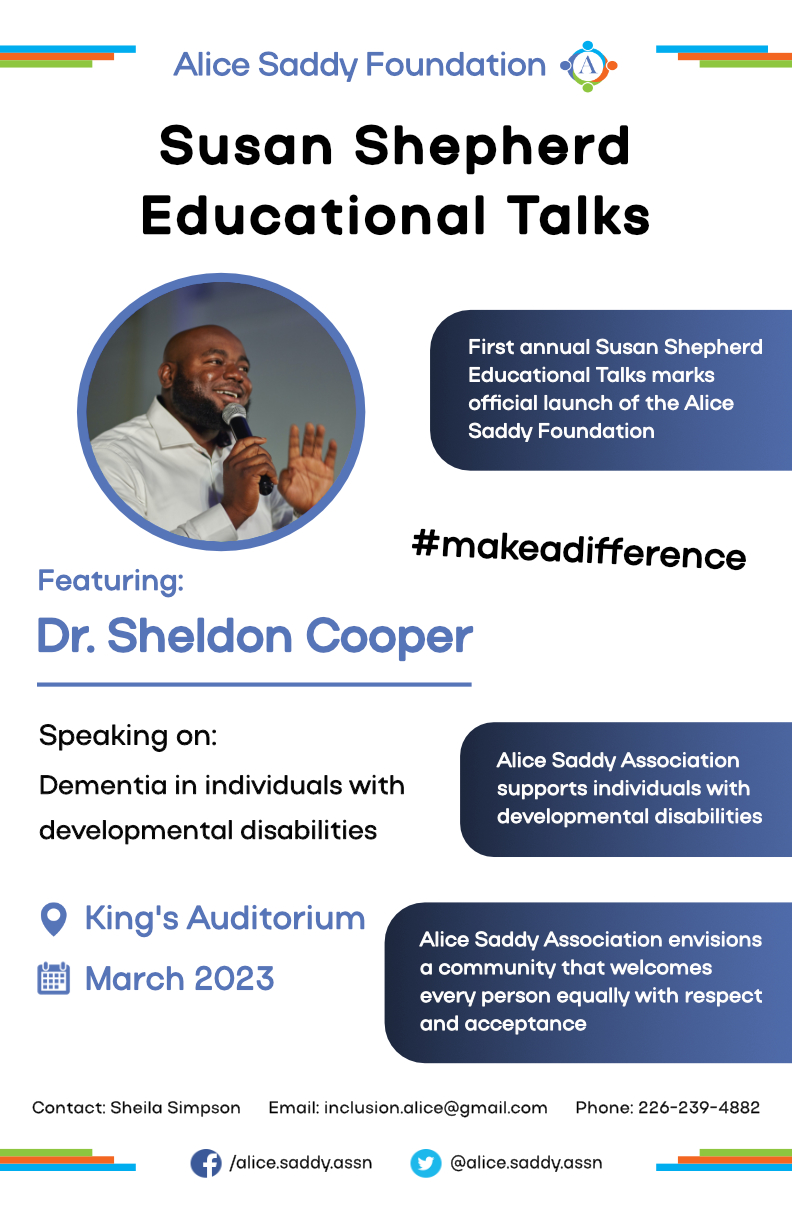 Alice Saddy Foundation
A
Susan Shepherd
Educational Talks
First annual Susan Shepherd
Educational Talks marks
official launch of the Alice
Saddy Foundation
#makeadifference
Featuring:
Dr. Sheldon Cooper
Speaking on:
Dementia in individuals with
developmental disabilities
Alice Saddy Association
supports individuals with
developmental disabilities
King's Auditorium
March 2023
Alice Saddy Association envisions
a community that welcomes
every person equally with respect
and acceptance
Contact: Sheila Simpson Email: inclusion.alice@gmail.com Phone: 226-239-4882
/alice.saddy.assn @alice.saddy.assn